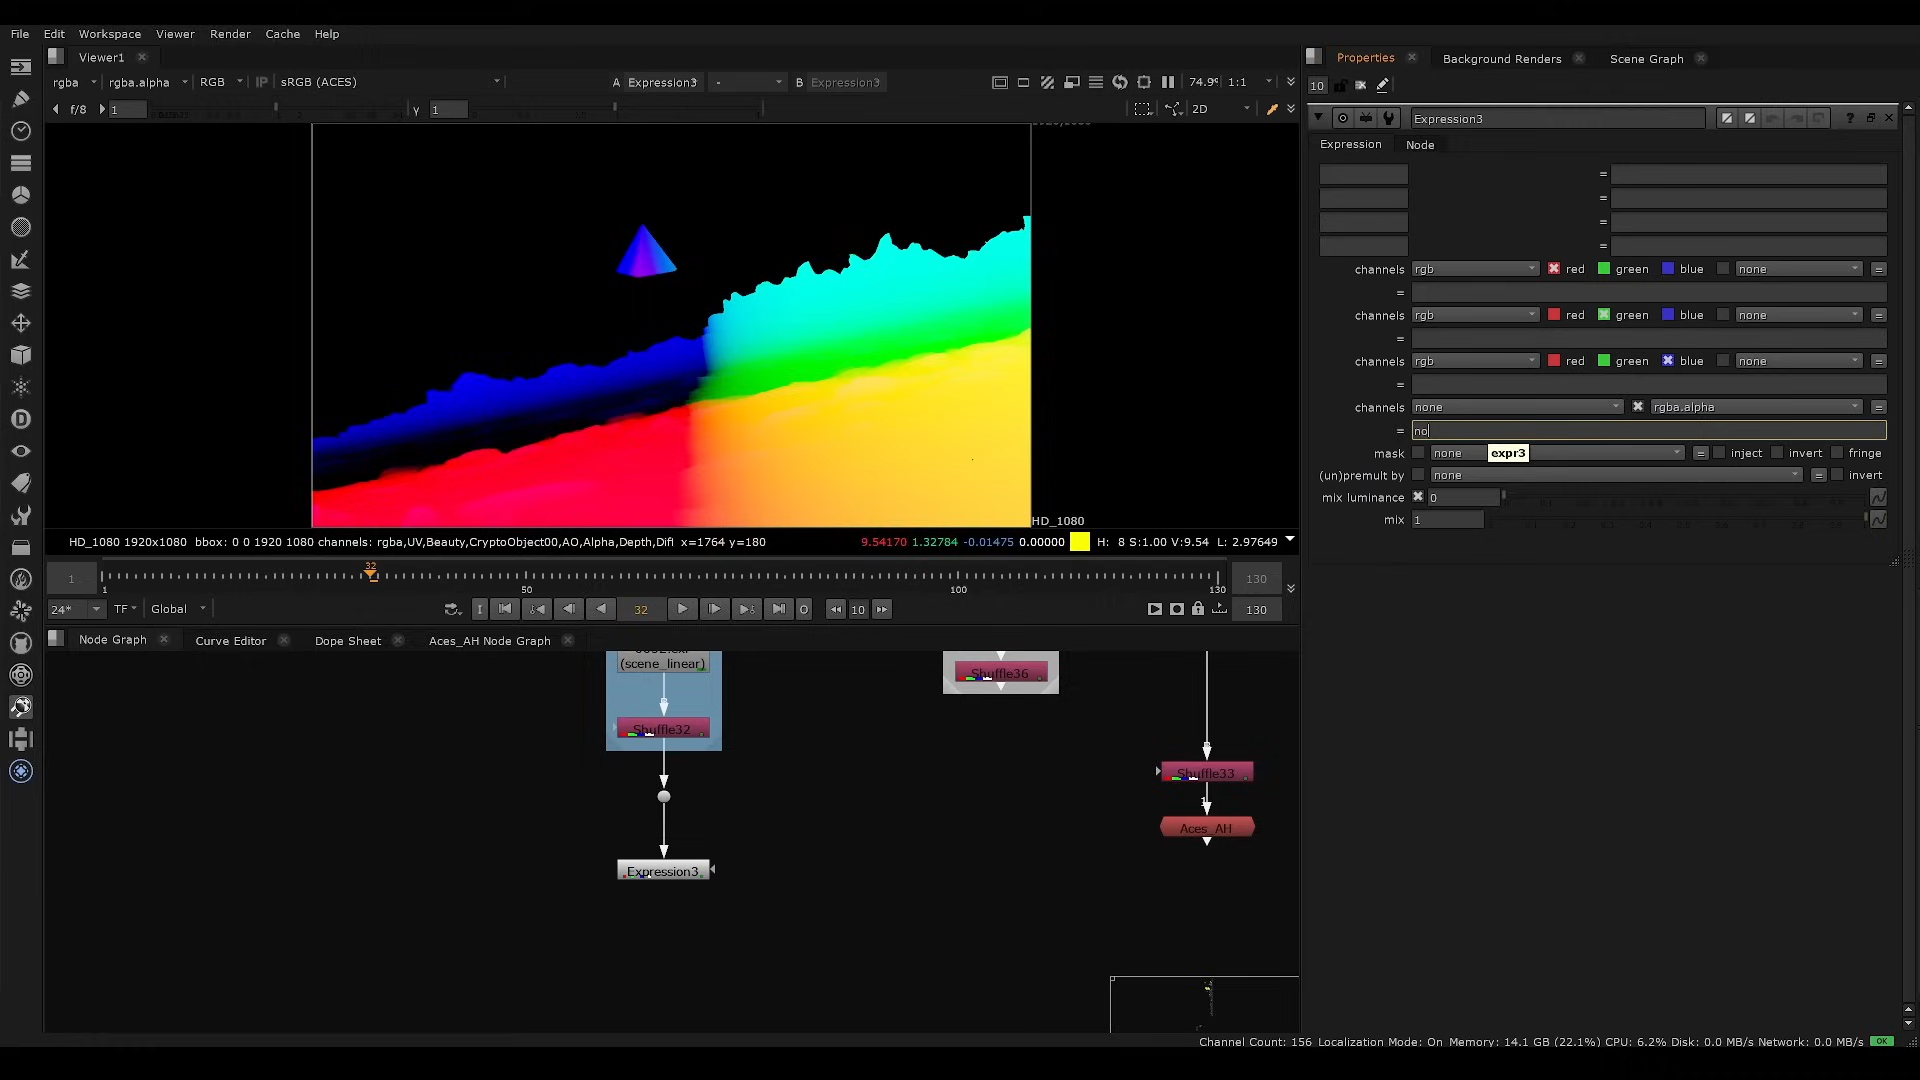 File Edit Workspace Viewer Render Cache Help
Viewer1
rgba rgba.alpha RGB IP sRGB (ACES) A Expression3 - B Expression3 74.9% 1:1
f/8 1 γ 1 2D
HD_1080
HD_1080 1920x1080 bbox: 0 0 1920 1080 channels: rgba,UV,Beauty,CryptoObject00,AO,Alpha,Depth,Dif x=1764 y=180 9.54170 1.32784 -0.01475 0.00000 H: 8 S:1.00 V:9.54 L: 2.97649
1 32 1 50 100 130 130
24* TF Global I 32 O 10 130
Node Graph Curve Editor Dope Sheet Aces_AH Node Graph
(scene_linear)
Shuffle36
Shuffle32
Shuffle33
1
Aces_AH
Expression3
Properties Background Renders Scene Graph
10
Expression3 ?
Expression Node
=
=
=
=
channels rgb red green blue none =
=
channels rgb red green blue none =
=
channels rgb red green blue none =
=
channels none rgba.alpha =
= no
mask none = inject invert fringe
expr3
(un)premult by none = invert
mix luminance 0
mix 1
Channel Count: 156 Localization Mode: On Memory: 14.1 GB (22.1%) CPU: 6.2% Disk: 0.0 MB/s Network: 0.0 MB/s OK